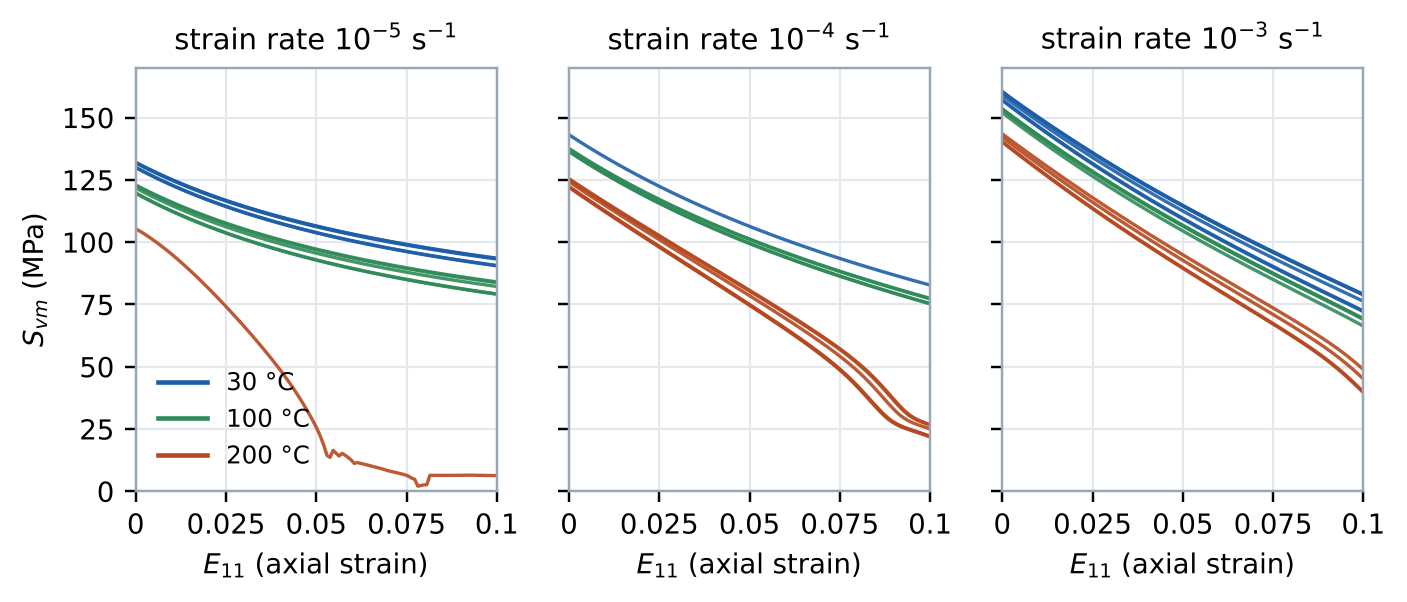 strain rate 10⁻⁵ s⁻¹
strain rate 10⁻⁴ s⁻¹
strain rate 10⁻³ s⁻¹
S_vm (MPa)
150
125
100
75
50
25
0
30 °C
100 °C
200 °C
0 0.025 0.05 0.075 0.1
0 0.025 0.05 0.075 0.1
0 0.025 0.05 0.075 0.1
E₁₁ (axial strain)
E₁₁ (axial strain)
E₁₁ (axial strain)